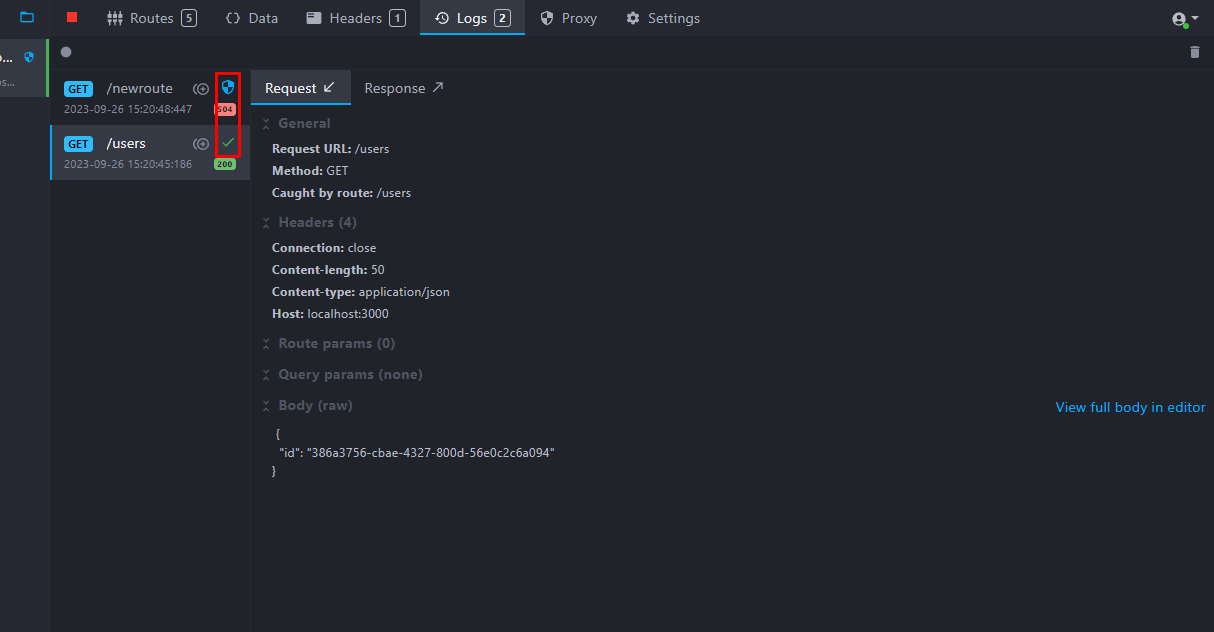 Routes 5 Data Headers 1 Logs 2 Proxy Settings
GET /newroute
2023-09-26 15:20:48:447 504
GET /users
2023-09-26 15:20:45:186 200
Request Response
General
Request URL: /users
Method: GET
Caught by route: /users
Headers (4)
Connection: close
Content-length: 50
Content-type: application/json
Host: localhost:3000
Route params (0)
Query params (none)
Body (raw) View full body in editor
{
"id": "386a3756-cbae-4327-800d-56e0c2c6a094"
}